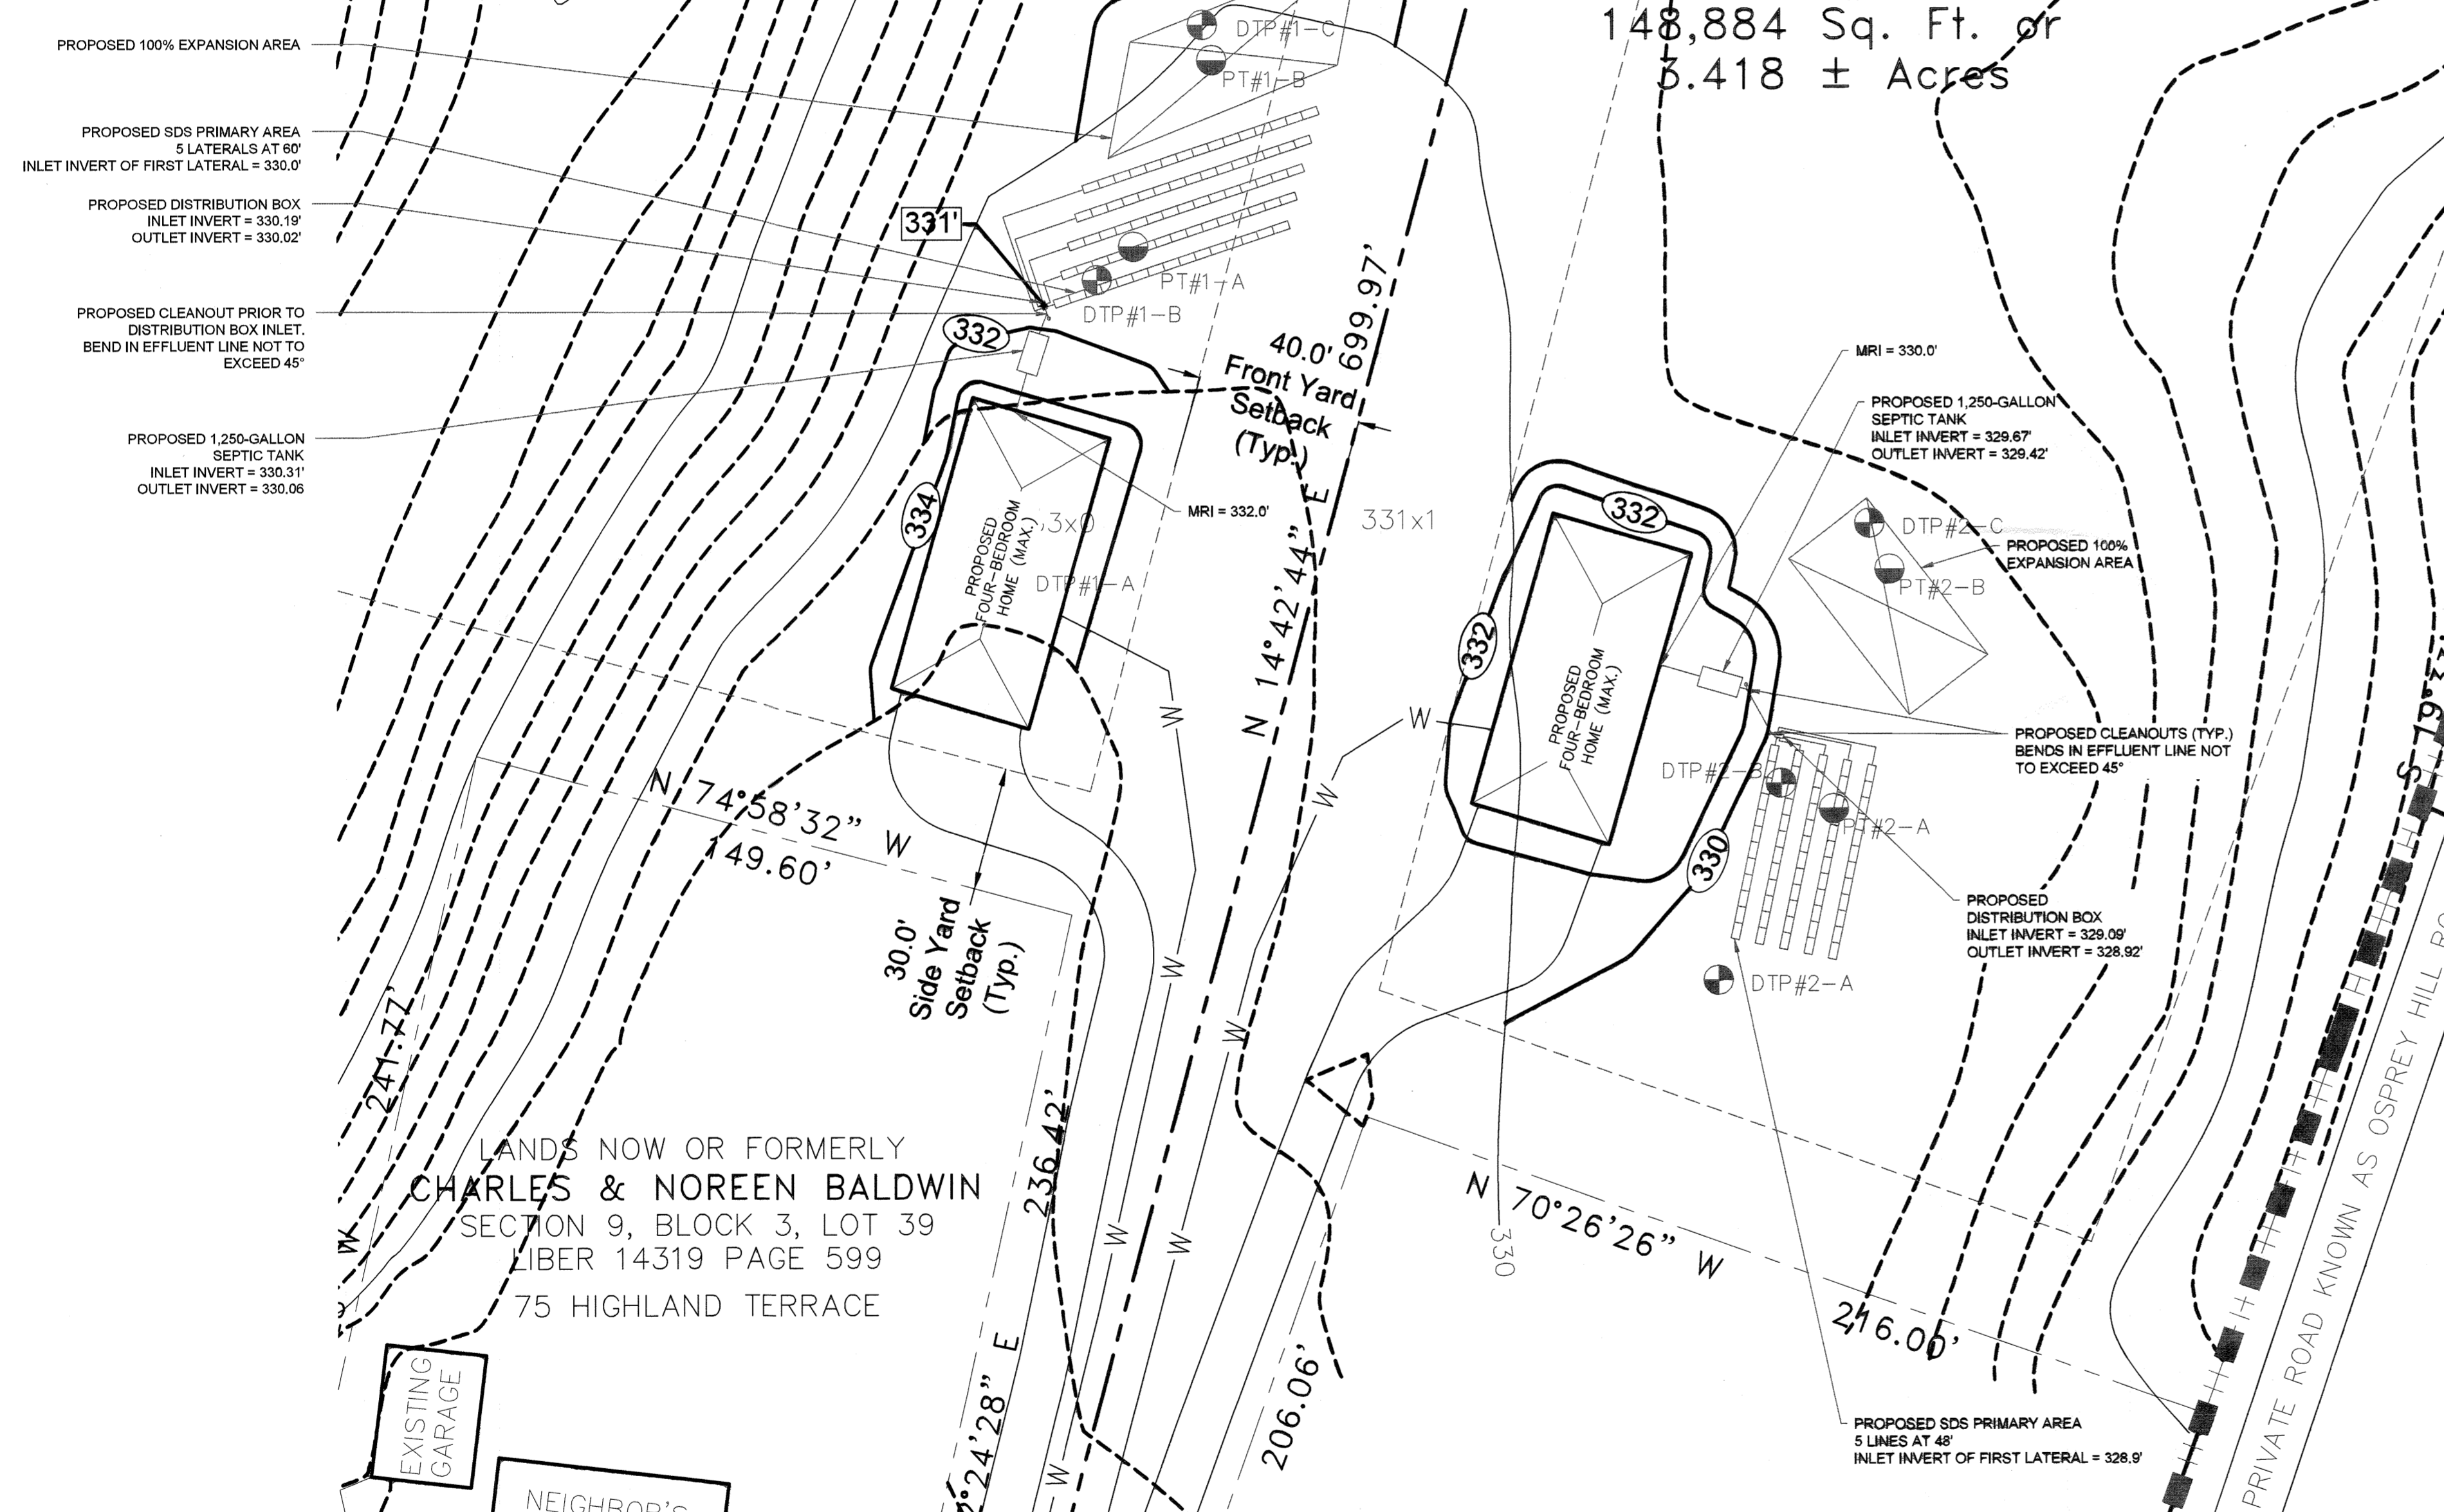 148,884 Sq. Ft. or
3.418 ± Acres
PROPOSED 100% EXPANSION AREA
PROPOSED SDS PRIMARY AREA
5 LATERALS AT 60'
INLET INVERT OF FIRST LATERAL = 330.0'
PROPOSED DISTRIBUTION BOX
INLET INVERT = 330.19'
OUTLET INVERT = 330.02'
PROPOSED CLEANOUT PRIOR TO
DISTRIBUTION BOX INLET.
BEND IN EFFLUENT LINE NOT TO
EXCEED 45°
PROPOSED 1,250-GALLON
SEPTIC TANK
INLET INVERT = 330.31'
OUTLET INVERT = 330.06
DTP#1-C
PT#1-B
331'
PT#1-A
DTP#1-B
332
334
PROPOSED
FOUR-BEDROOM
HOME (MAX.)
DTP#1-A
MRI = 332.0'
40.0'
Front Yard
Setback
(Typ.)
699.97'
N 14°42'44" E
331x1
MRI = 330.0'
PROPOSED 1,250-GALLON
SEPTIC TANK
INLET INVERT = 329.67'
OUTLET INVERT = 329.42'
332
332
330
PROPOSED
FOUR-BEDROOM
HOME (MAX.)
DTP#2-C
PT#2-B
PROPOSED 100%
EXPANSION AREA
PROPOSED CLEANOUTS (TYP.)
BENDS IN EFFLUENT LINE NOT
TO EXCEED 45°
DTP#2-B
PT#2-A
PROPOSED
DISTRIBUTION BOX
INLET INVERT = 329.09'
OUTLET INVERT = 328.92'
DTP#2-A
N 74°58'32" W
149.60'
30.0'
Side Yard
Setback
(Typ.)
W
W
W
W
W
W
W
W
W
W
241.77'
236.42'
LANDS NOW OR FORMERLY
CHARLES & NOREEN BALDWIN
SECTION 9, BLOCK 3, LOT 39
LIBER 14319 PAGE 599
75 HIGHLAND TERRACE
EXISTING
GARAGE
°24'28" E
206.06'
330
N 70°26'26" W
216.00'
PROPOSED SDS PRIMARY AREA
5 LINES AT 48'
INLET INVERT OF FIRST LATERAL = 328.9'
PRIVATE ROAD KNOWN AS OSPREY HILL